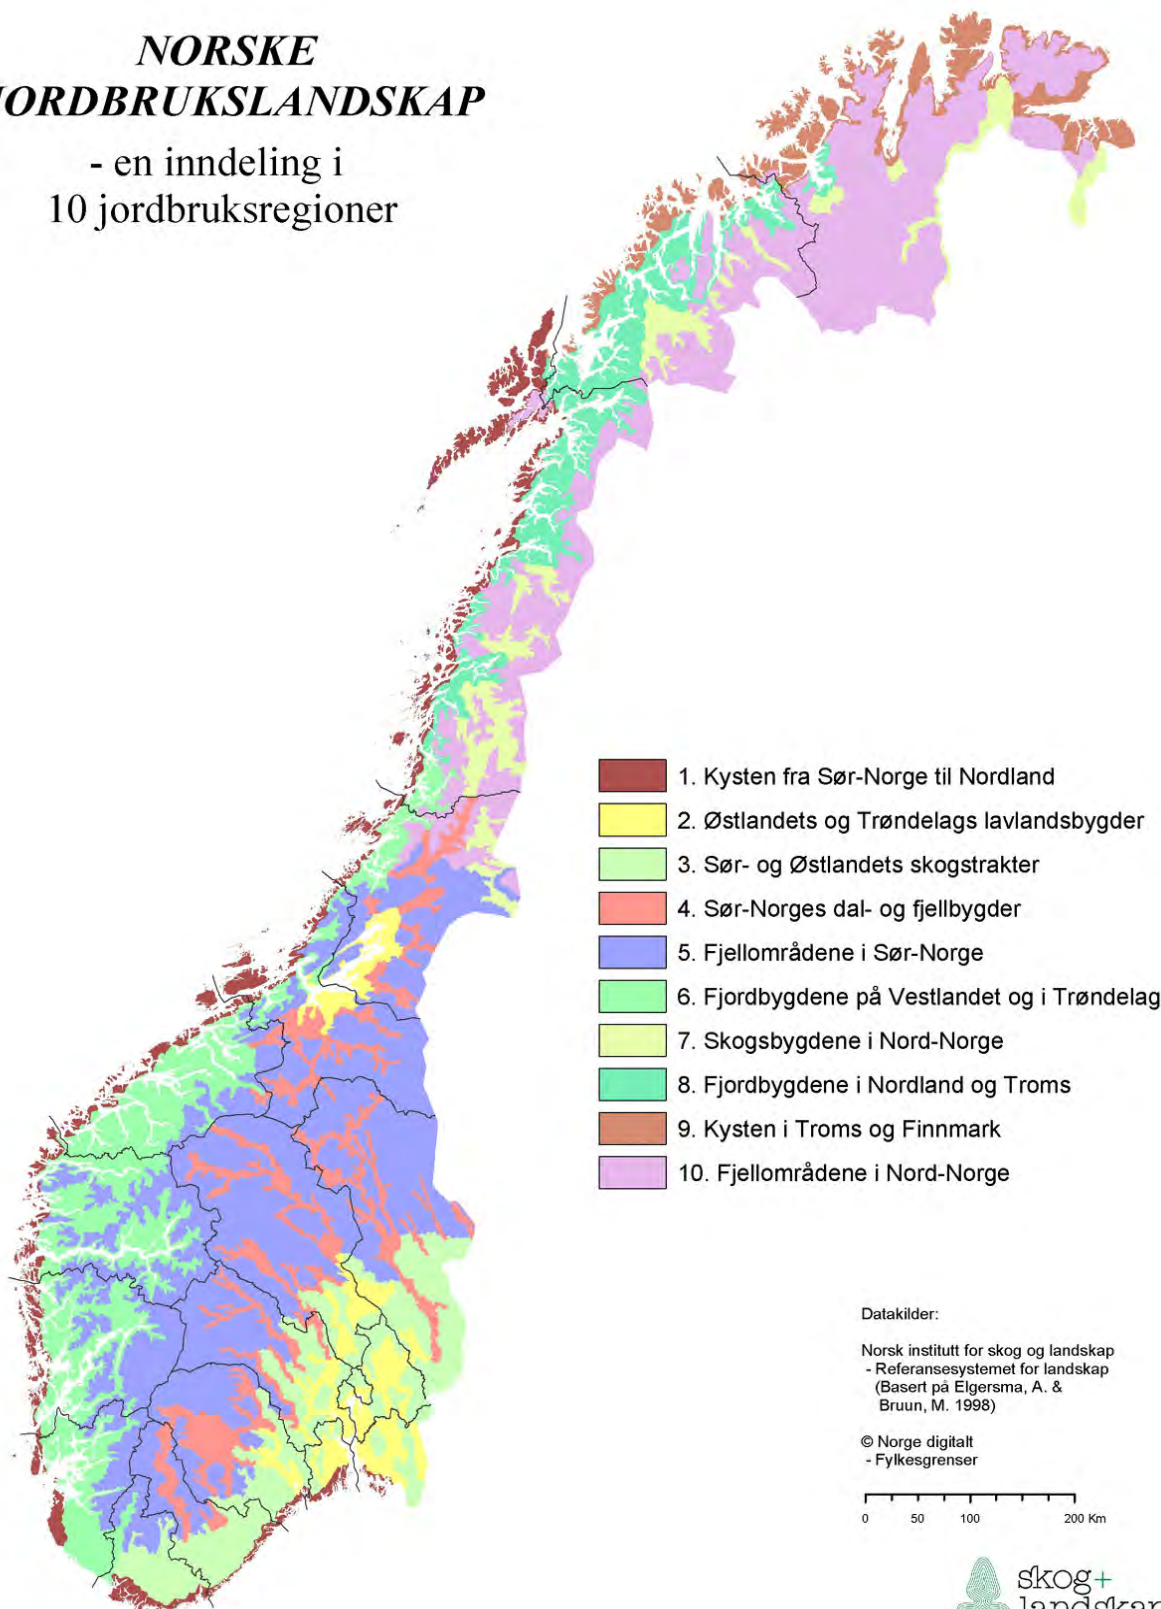 NORSKE
JORDBRUKSLANDSKAP
- en inndeling i
10 jordbruksregioner
1. Kysten fra Sør-Norge til Nordland
2. Østlandets og Trøndelags lavlandsbygder
3. Sør- og Østlandets skogstrakter
4. Sør-Norges dal- og fjellbygder
5. Fjellområdene i Sør-Norge
6. Fjordbygdene på Vestlandet og i Trøndelag
7. Skogsbygdene i Nord-Norge
8. Fjordbygdene i Nordland og Troms
9. Kysten i Troms og Finnmark
10. Fjellområdene i Nord-Norge
Datakilder:
Norsk institutt for skog og landskap
- Referansesystemet for landskap
(Basert på Elgersma, A. &
Bruun, M. 1998)
© Norge digitalt
- Fylkesgrenser
0 50 100 200 Km
skog+
landskap